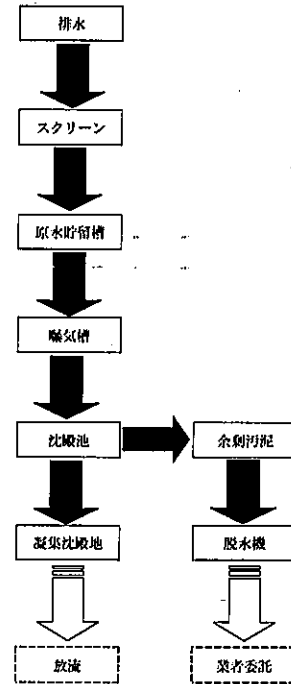 排水
スクリーン
原水貯留槽
曝気槽
沈殿池
余剰汚泥
凝集沈殿地
脱水機
放流
業者委託